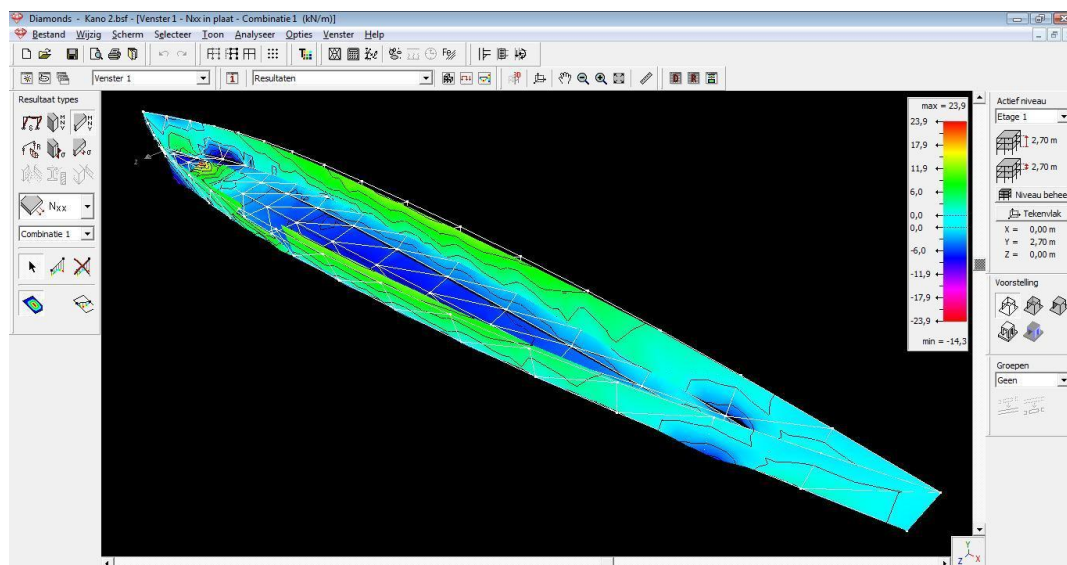 Diamonds - Kano 2.bsf - [Venster 1 - Nxx in plaat - Combinatie 1 (kN/m)]
Bestand Wijzig Scherm Selecteer Toon Analyseer Opties Venster Help
Venster 1
Resultaten
Resultaat types
Nxx
Combinatie 1
max = 23,9
23,9
17,9
11,9
6,0
0,0
0,0
-6,0
-11,9
-17,9
-23,9
min = -14,3
z
Y
Z X
Actief niveau
Etage 1
2,70 m
2,70 m
Niveau behee
Tekenvlak
X = 0,00 m
Y = 2,70 m
Z = 0,00 m
Voorstelling
Groepen
Geen